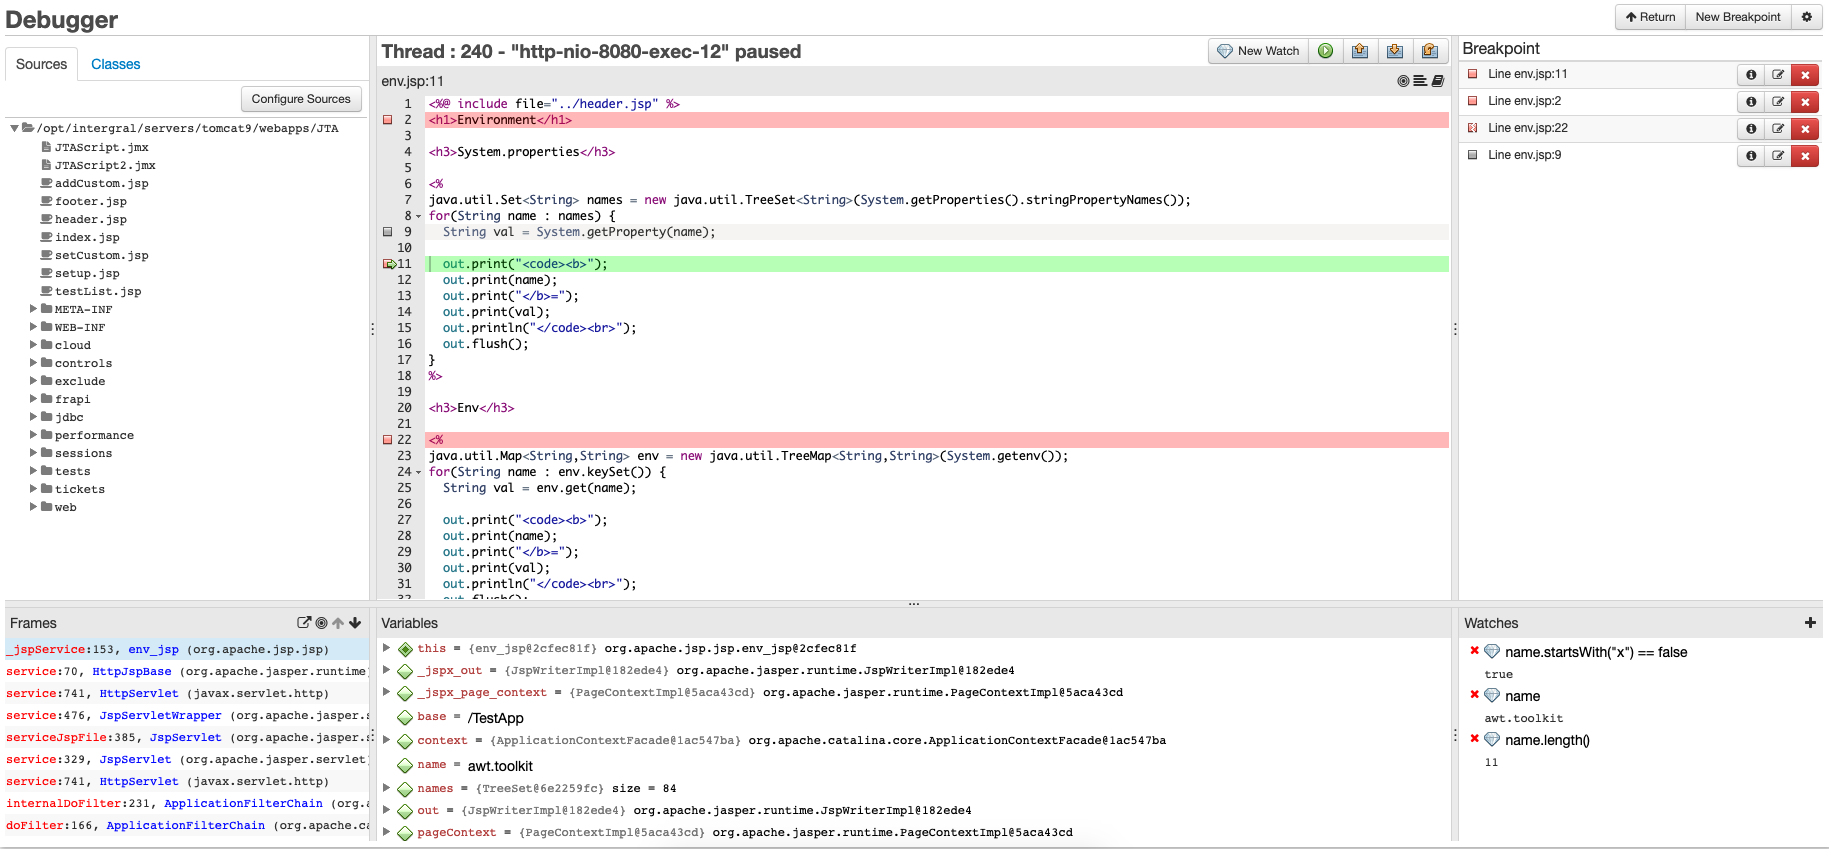 Debugger
Return New Breakpoint
Sources Classes
Configure Sources
/opt/intergral/servers/tomcat9/webapps/JTA
JTAScript.jmx
JTAScript2.jmx
addCustom.jsp
footer.jsp
header.jsp
index.jsp
setCustom.jsp
setup.jsp
testList.jsp
META-INF
WEB-INF
cloud
controls
exclude
frapi
jdbc
performance
sessions
tests
tickets
web
Thread : 240 - "http-nio-8080-exec-12" paused
New Watch
env.jsp:11
1 <%@ include file="../header.jsp" %>
2 <h1>Environment</h1>
3
4 <h3>System.properties</h3>
5
6 <%
7 java.util.Set<String> names = new java.util.TreeSet<String>(System.getProperties().stringPropertyNames());
8 for(String name : names) {
9 String val = System.getProperty(name);
10
11 out.print("<code><b>");
12 out.print(name);
13 out.print("</b>=");
14 out.print(val);
15 out.println("</code><br>");
16 out.flush();
17 }
18 %>
19
20 <h3>Env</h3>
21
22 <%
23 java.util.Map<String,String> env = new java.util.TreeMap<String,String>(System.getenv());
24 for(String name : env.keySet()) {
25 String val = env.get(name);
26
27 out.print("<code><b>");
28 out.print(name);
29 out.print("</b>=");
30 out.print(val);
31 out.println("</code><br>");
32 out.flush();
Breakpoint
Line env.jsp:11
Line env.jsp:2
Line env.jsp:22
Line env.jsp:9
Frames
_jspService:153, env_jsp (org.apache.jsp.jsp)
service:70, HttpJspBase (org.apache.jasper.runtime
service:741, HttpServlet (javax.servlet.http)
service:476, JspServletWrapper (org.apache.jasper.s
serviceJspFile:385, JspServlet (org.apache.jasper.s
service:329, JspServlet (org.apache.jasper.servlet
service:741, HttpServlet (javax.servlet.http)
internalDoFilter:231, ApplicationFilterChain (org.a
doFilter:166, ApplicationFilterChain (org.apache.ca
Variables
this = {env_jsp@2cfec81f} org.apache.jsp.jsp.env_jsp@2cfec81f
_jspx_out = {JspWriterImpl@182ede4} org.apache.jasper.runtime.JspWriterImpl@182ede4
_jspx_page_context = {PageContextImpl@5aca43cd} org.apache.jasper.runtime.PageContextImpl@5aca43cd
base = /TestApp
context = {ApplicationContextFacade@1ac547ba} org.apache.catalina.core.ApplicationContextFacade@1ac547ba
name = awt.toolkit
names = {TreeSet@6e2259fc} size = 84
out = {JspWriterImpl@182ede4} org.apache.jasper.runtime.JspWriterImpl@182ede4
pageContext = {PageContextImpl@5aca43cd} org.apache.jasper.runtime.PageContextImpl@5aca43cd
Watches
name.startsWith("x") == false
true
name
awt.toolkit
name.length()
11